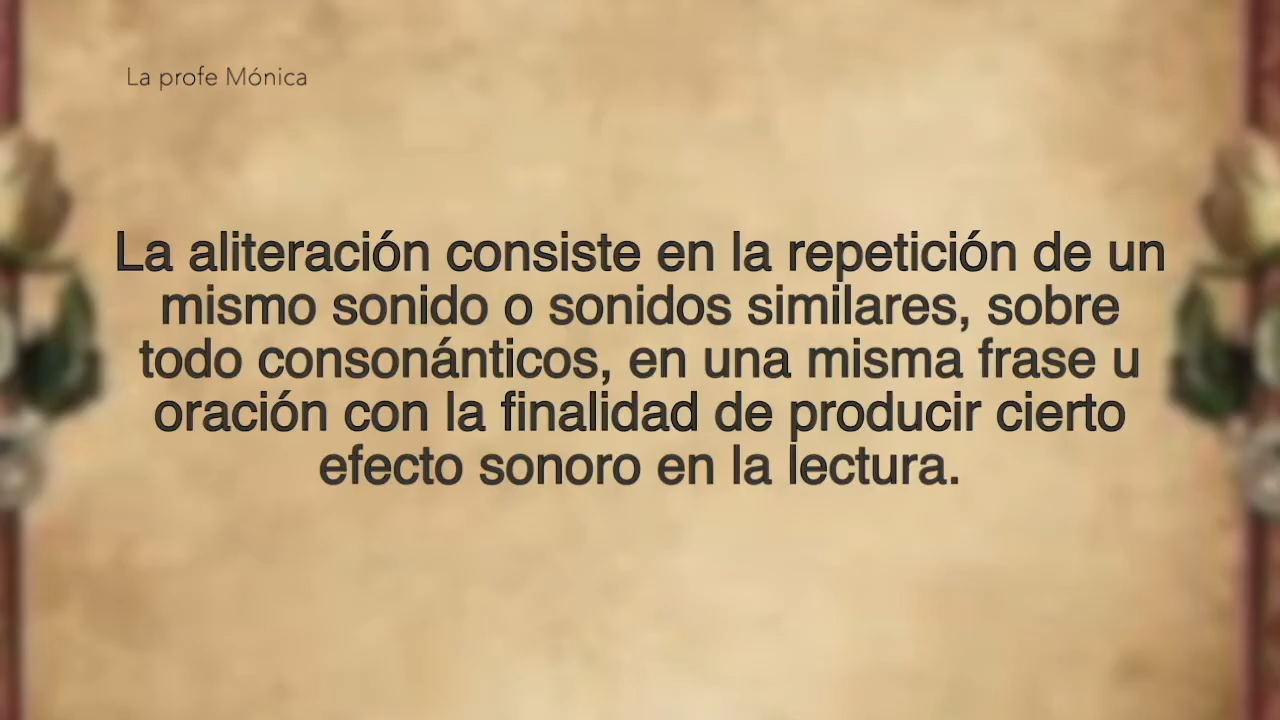 La profe Mónica
La aliteración consiste en la repetición de un
mismo sonido o sonidos similares, sobre
todo consonánticos, en una misma frase u
oración con la finalidad de producir cierto
efecto sonoro en la lectura.